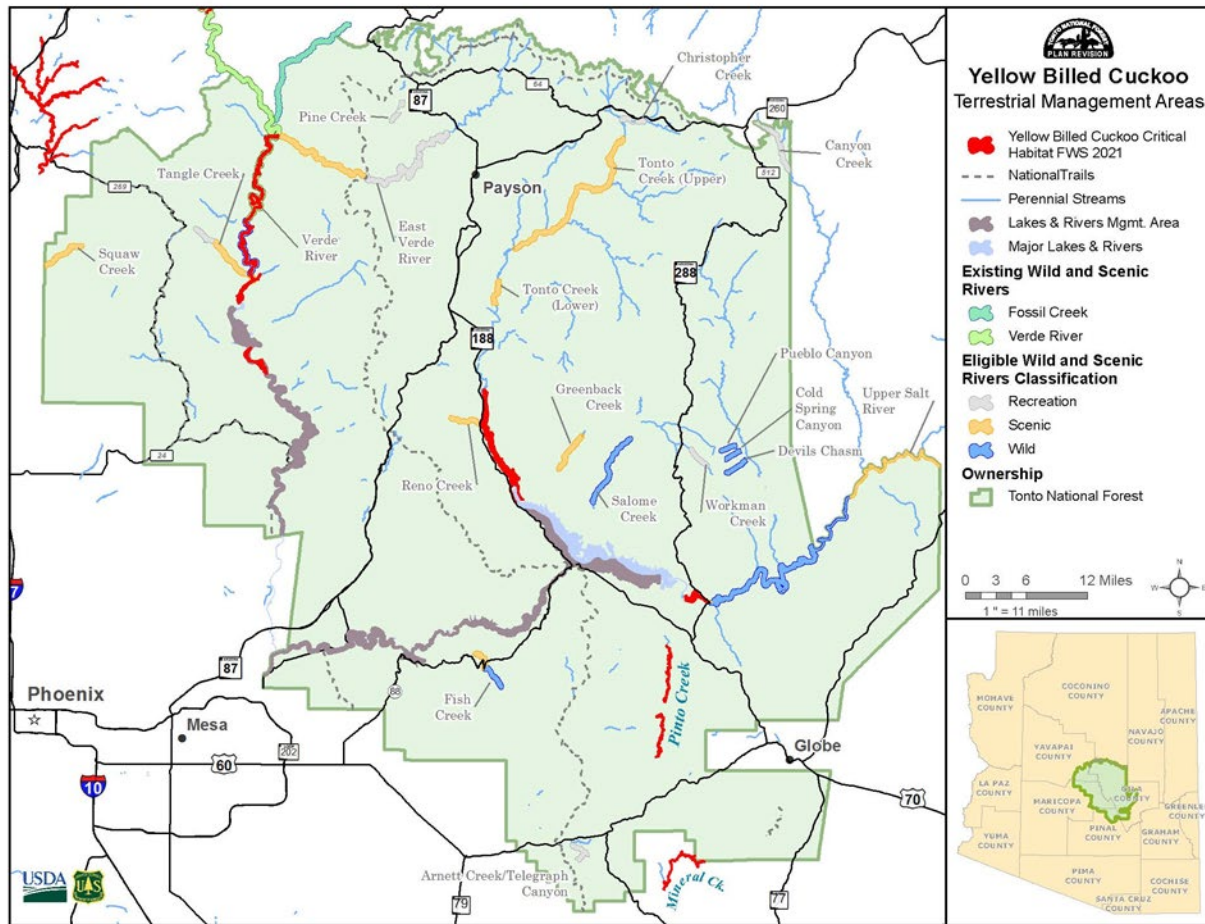 TONTO NATIONAL FOREST
PLAN REVISION
Yellow Billed Cuckoo
Terrestrial Management Areas
Yellow Billed Cuckoo Critical
Habitat FWS 2021
NationalTrails
Perennial Streams
Lakes & Rivers Mgmt. Area
Major Lakes & Rivers
Existing Wild and Scenic
Rivers
Fossil Creek
Verde River
Eligible Wild and Scenic
Rivers Classification
Recreation
Scenic
Wild
Ownership
Tonto National Forest
0 3 6 12 Miles
1 " = 11 miles
N
W E
S
Christopher
Creek
64
87
260
Pine Creek
Canyon
Creek
Tangle Creek
269
Payson
Tonto
Creek (Upper)
512
Squaw
Creek
Verde
River
East
Verde
River
288
Tonto Creek
(Lower)
188
Pueblo Canyon
Greenback
Creek
Cold
Spring
Canyon
Upper Salt
River
24
Devils Chasm
Reno Creek
Salome
Creek
Workman
Creek
87
88
Fish
Creek
Pinto Creek
Phoenix
Mesa
202
60
10
Globe
70
Arnett Creek/Telegraph
Canyon
Mineral Ck.
79
77
USDA
U S
MOHAVE
COUNTY
COCONINO
COUNTY
APACHE
COUNTY
NAVAJO
COUNTY
YAVAPAI
COUNTY
LA PAZ
COUNTY
GILA
COUNTY
MARICOPA
COUNTY
GREENLEE
COUNTY
PINAL
COUNTY
GRAHAM
COUNTY
YUMA
COUNTY
PIMA
COUNTY
COCHISE
COUNTY
SANTA CRUZ
COUNTY